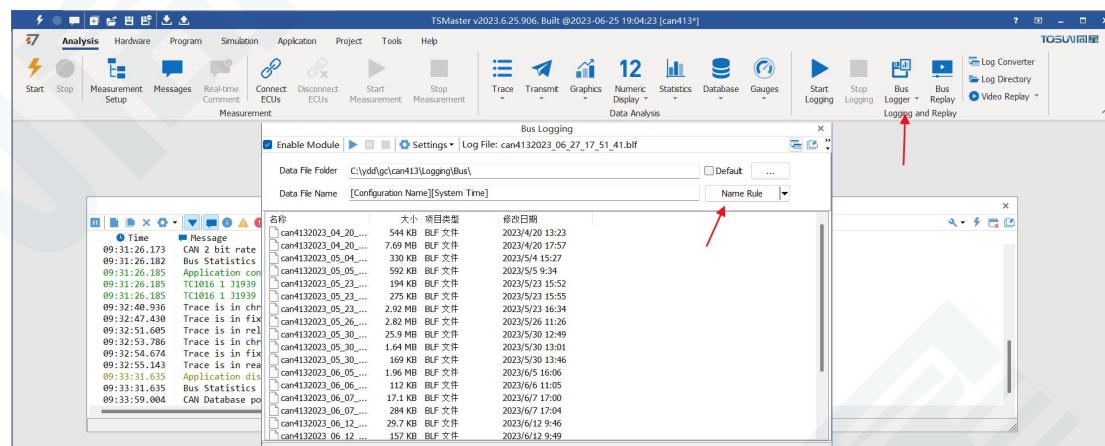 TSMaster v2023.6.25.906. Built @2023-06-25 19:04:23 [can413*]
Analysis Hardware Program Simulation Application Project Tools Help
TOSUN同星
Start Stop Measurement Setup Messages Real-time Comment Connect ECUs Disconnect ECUs Start Measurement Stop Measurement Trace Transmit Graphics 12 Numeric Display Statistics Database Gauges Start Logging Stop Logging Bus Logger Bus Replay Log Converter
Log Directory
Video Replay
Measurement Data Analysis Logging and Replay
Bus Logging
Enable Module Settings Log File: can4132023_06_27_17_51_41.blf
Data File Folder C:\ydd\gc\can413\Logging\Bus\ Default ...
Data File Name [Configuration Name][System Time] Name Rule
名称 大小 项目类型 修改日期
can4132023_04_20_... 544 KB BLF 文件 2023/4/20 13:23
can4132023_04_20_... 7.69 MB BLF 文件 2023/4/20 17:57
can4132023_05_04_... 330 KB BLF 文件 2023/5/4 15:27
can4132023_05_05_... 592 KB BLF 文件 2023/5/5 9:34
can4132023_05_23_... 194 KB BLF 文件 2023/5/23 15:52
can4132023_05_23_... 275 KB BLF 文件 2023/5/23 15:55
can4132023_05_23_... 2.92 MB BLF 文件 2023/5/23 16:34
can4132023_05_26_... 2.82 MB BLF 文件 2023/5/26 11:26
can4132023_05_30_... 25.9 MB BLF 文件 2023/5/30 12:49
can4132023_05_30_... 1.64 MB BLF 文件 2023/5/30 13:01
can4132023_05_30_... 169 KB BLF 文件 2023/5/30 13:46
can4132023_06_05_... 1.96 MB BLF 文件 2023/6/5 16:06
can4132023_06_06_... 112 KB BLF 文件 2023/6/6 11:05
can4132023_06_07_... 17.1 KB BLF 文件 2023/6/7 17:00
can4132023_06_07_... 284 KB BLF 文件 2023/6/7 17:04
can4132023_06_12_... 29.7 KB BLF 文件 2023/6/12 9:46
can4132023_06_12_... 157 KB BLF 文件 2023/6/12 9:49
Time Message
09:31:26.173 CAN 2 bit rate
09:31:26.182 Bus Statistics
09:31:26.185 Application con
09:31:26.185 TC1016 1 J1939
09:31:26.185 TC1016 1 J1939
09:32:40.936 Trace is in chr
09:32:47.430 Trace is in fix
09:32:51.605 Trace is in rel
09:32:53.786 Trace is in chr
09:32:54.674 Trace is in fix
09:32:55.143 Trace is in rea
09:33:31.635 Application dis
09:33:31.635 Bus Statistics
09:33:59.004 CAN Database po